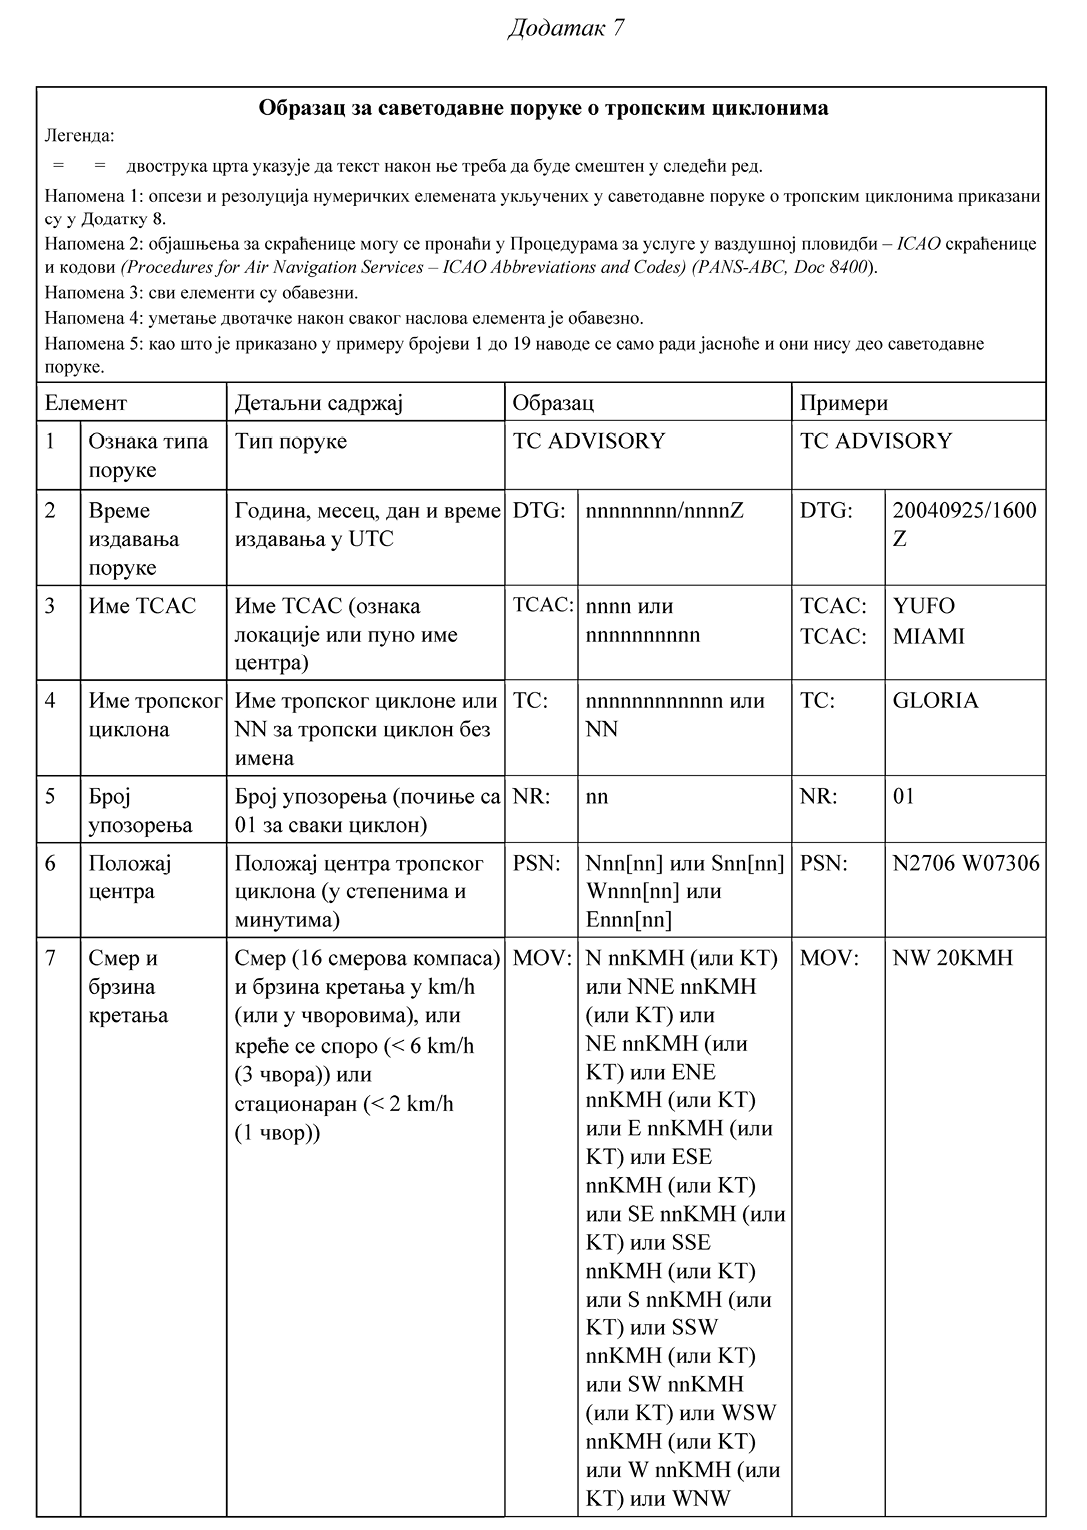 Додатак 7
Образац за саветодавне поруке о тропским циклонима
Легенда:
= = двострука црта указује да текст након ње треба да буде смештен у следећи ред.
Напомена 1: опсези и резолуција нумеричких елемената укључених у саветодавне поруке о тропским циклонима приказани
су у Додатку 8.
Напомена 2: објашњења за скраћенице могу се пронаћи у Процедурама за услуге у ваздушној пловидби – ICAO скраћенице
и кодови (Procedures for Air Navigation Services – ICAO Abbreviations and Codes) (PANS-ABC, Doc 8400).
Напомена 3: сви елементи су обавезни.
Напомена 4: уметање двотачке након сваког наслова елемента је обавезно.
Напомена 5: као што је приказано у примеру бројеви 1 до 19 наводе се само ради јасноће и они нису део саветодавне
поруке.
Елемент Детаљни садржај Образац Примери
1 Ознака типа Тип поруке TC ADVISORY TC ADVISORY
поруке
2 Време Година, месец, дан и време DTG: nnnnnnnn/nnnnZ DTG: 20040925/1600
издавања издавања у UTC Z
поруке
3 Име TCAC Име TCAC (ознака TCAC: nnnn или TCAC: YUFO
локације или пуно име nnnnnnnnnn TCAC: MIAMI
центра)
4 Име тропског Име тропског циклоне или TC: nnnnnnnnnnnn или TC: GLORIA
циклона NN за тропски циклон без NN
имена
5 Број Број упозорења (почиње са NR: nn NR: 01
упозорења 01 за сваки циклон)
6 Положај Положај центра тропског PSN: Nnn[nn] или Snn[nn] PSN: N2706 W07306
центра циклона (у степенима и Wnnn[nn] или
минутима) Ennn[nn]
7 Смер и Смер (16 смерова компаса) MOV: N nnKMH (или KT) MOV: NW 20KMH
брзина и брзина кретања у km/h или NNE nnKMH
кретања (или у чворовима), или (или KT) или
креће се споро (< 6 km/h NE nnKMH (или
(3 чвора)) или KT) или ENE
стационаран (< 2 km/h nnKMH (или KT)
(1 чвор)) или E nnKMH (или
KT) или ESE
nnKMH (или KT)
или SE nnKMH (или
KT) или SSE
nnKMH (или KT)
или S nnKMH (или
KT) или SSW
nnKMH (или KT)
или SW nnKMH
(или KT) или WSW
nnKMH (или KT)
или W nnKMH (или
KT) или WNW